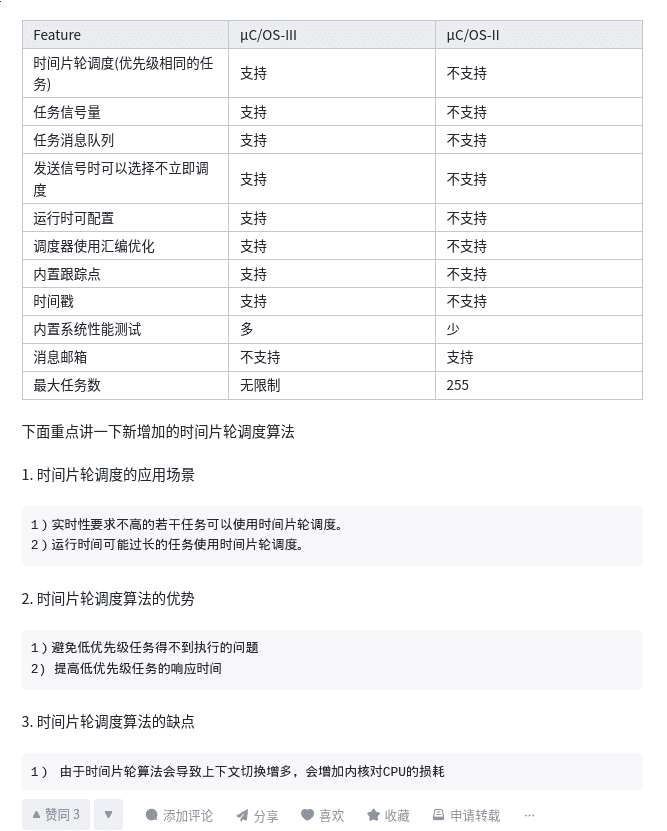 Feature μC/OS-III μC/OS-II
时间片轮调度(优先级相同的任
务) 支持 不支持
任务信号量 支持 不支持
任务消息队列 支持 不支持
发送信号时可以选择不立即调
度 支持 不支持
运行时可配置 支持 不支持
调度器使用汇编优化 支持 不支持
内置跟踪点 支持 不支持
时间戳 支持 不支持
内置系统性能测试 多 少
消息邮箱 不支持 支持
最大任务数 无限制 255
下面重点讲一下新增加的时间片轮调度算法
1. 时间片轮调度的应用场景
1）实时性要求不高的若干任务可以使用时间片轮调度。
2）运行时间可能过长的任务使用时间片轮调度。
2. 时间片轮调度算法的优势
1）避免低优先级任务得不到执行的问题
2） 提高低优先级任务的响应时间
3. 时间片轮调度算法的缺点
1） 由于时间片轮算法会导致上下文切换增多，会增加内核对CPU的损耗
赞同 3 添加评论 分享 喜欢 收藏 申请转载 ···